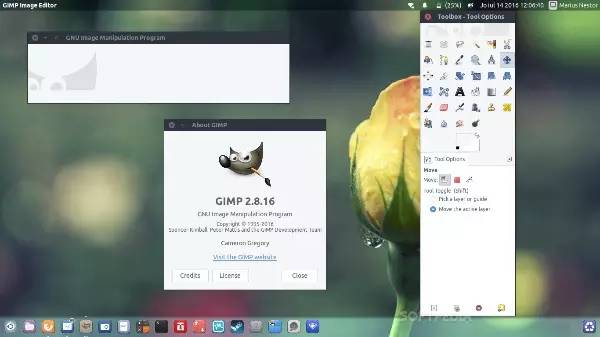 GIMP Image Editor
(25%)
Jo iul 14 2016 12:06:40
Marius Nestor
GNU Image Manipulation Program
Toolbox - Tool Options
About GIMP
GIMP 2.8.16
GNU Image Manipulation Program
Copyright © 1995-2016
Spencer Kimball, Peter Mattis and the GIMP Development Team
Cameron Gregory
Visit the GIMP website
Credits
License
Close
Tool Options
Move
Move:
Tool Toggle (Shift)
Pick a layer or guide
Move the active layer
SOFTPEDIA